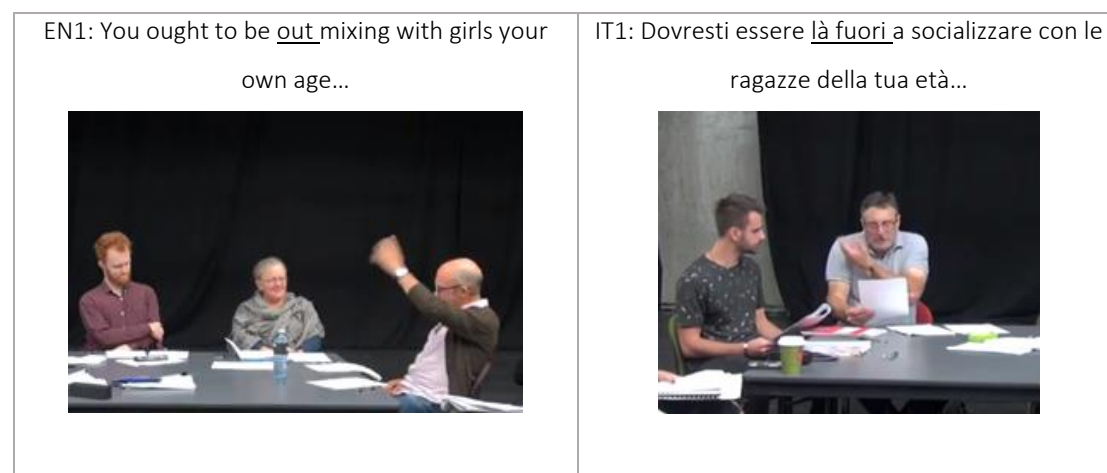 EN1: You ought to be out mixing with girls your
own age…
IT1: Dovresti essere là fuori a socializzare con le
ragazze della tua età…